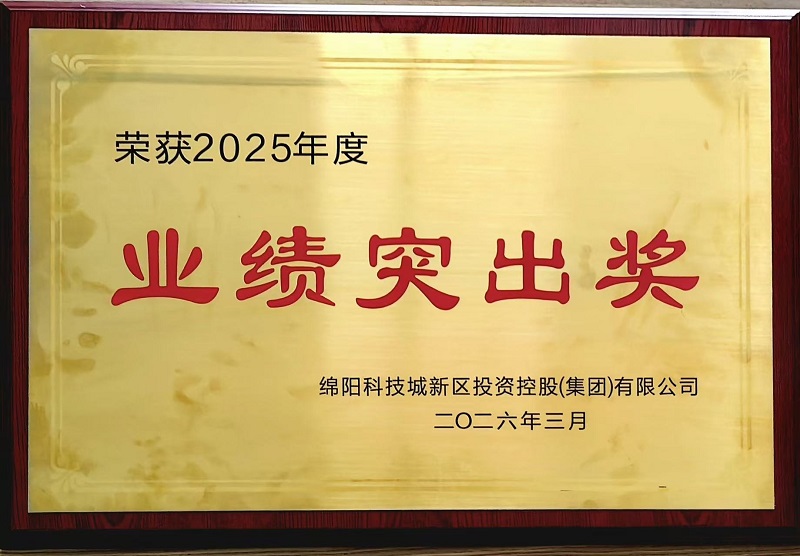 荣获2025年度
业绩突出奖
绵阳科技城新区投资控股(集团)有限公司
二〇二六年三月